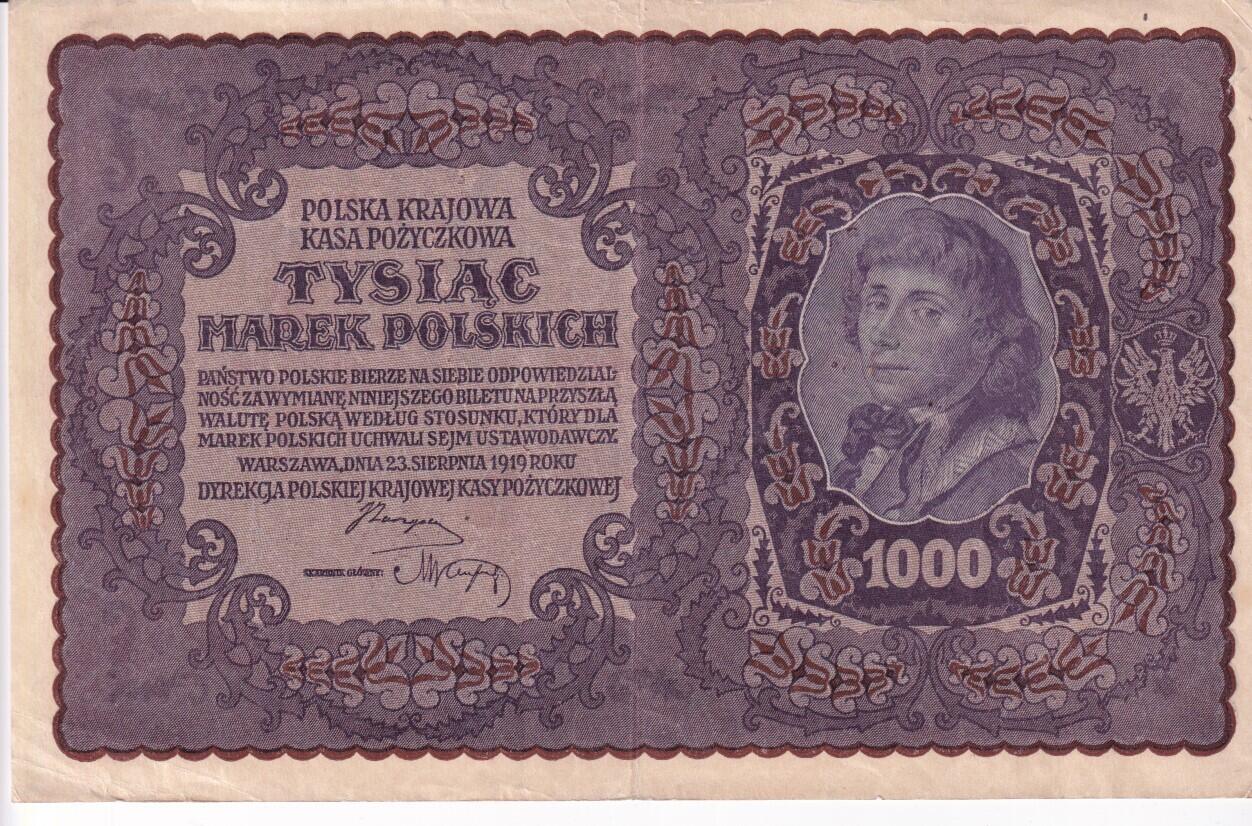 POLSKA KRAJOWA
KASA POŻYCZKOWA
TYSIĄC
MAREK POLSKICH
PAŃSTWO POLSKIE BIERZE NA SIEBIE ODPOWIEDZIAL-
NOŚĆ ZA WYMIANĘ NINIEJSZEGO BILETU NA PRZYSZŁĄ
WALUTĘ POLSKĄ WEDŁUG STOSUNKU, KTÓRY DLA
MAREK POLSKICH UCHWALI SEJM USTAWODAWCZY.
WARSZAWA, DNIA 23. SIERPNIA 1919 ROKU
DYREKCJA POLSKIEJ KRAJOWEJ KASY POŻYCZKOWEJ
SKARBNIK GŁÓWNY:
1000